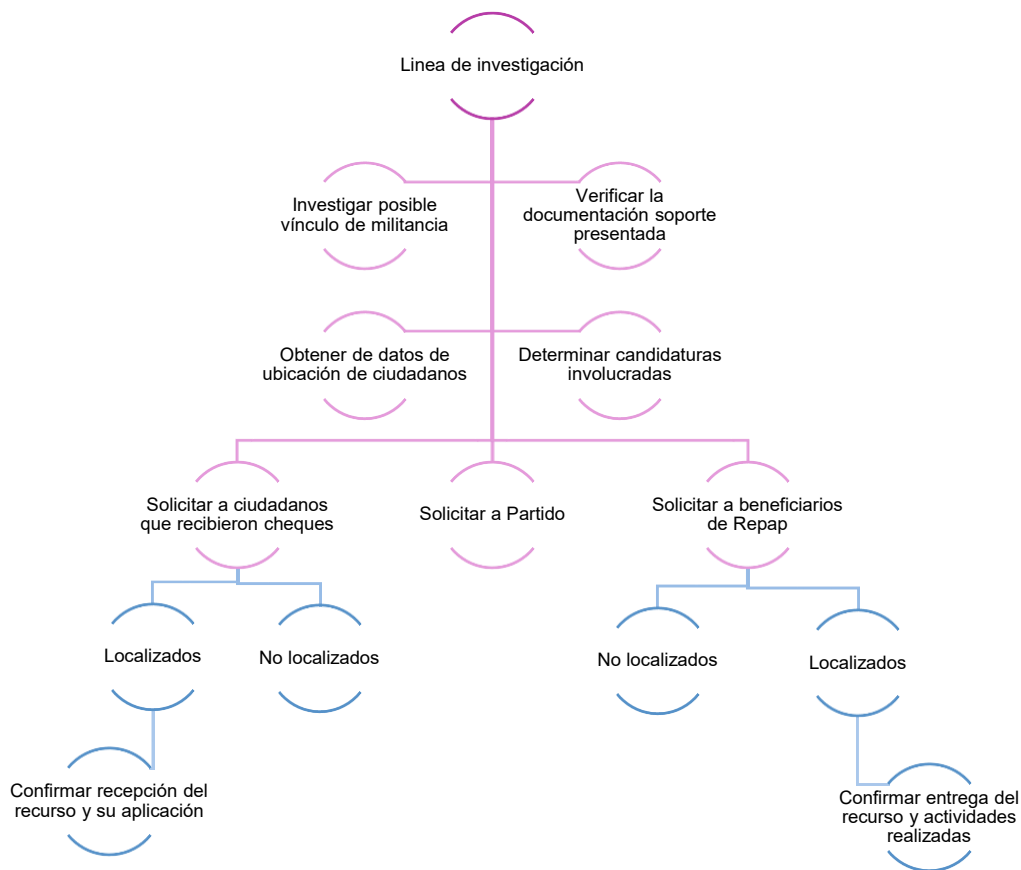 Linea de investigación
Investigar posible
vínculo de militancia
Verificar la
documentación soporte
presentada
Obtener de datos de
ubicación de ciudadanos
Determinar candidaturas
involucradas
Solicitar a ciudadanos
que recibieron cheques
Solicitar a Partido
Solicitar a beneficiarios
de Repap
Localizados
No localizados
No localizados
Localizados
Confirmar recepción del
recurso y su aplicación
Confirmar entrega del
recurso y actividades
realizadas